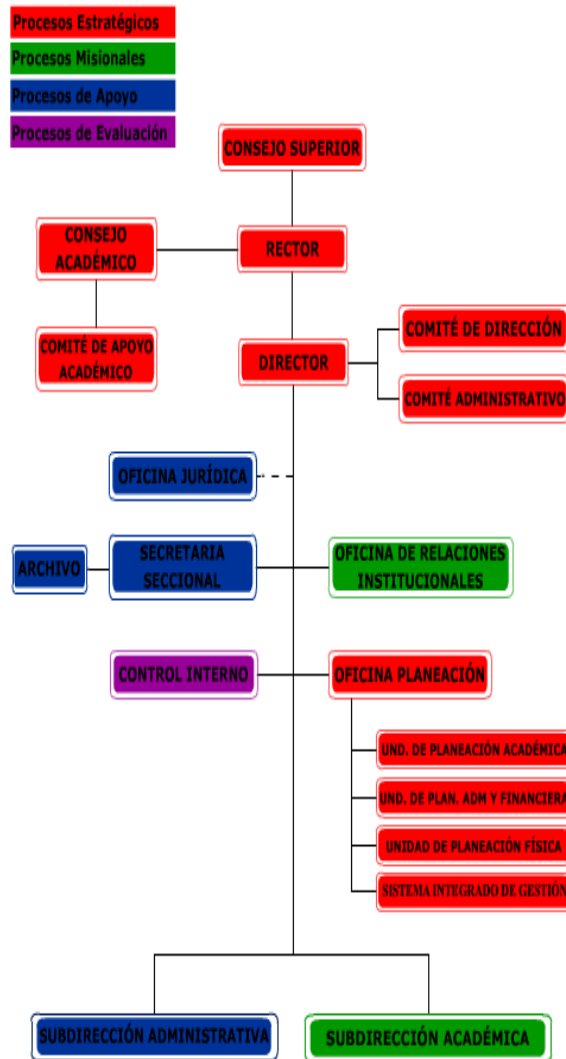 Procesos Estratégicos
Procesos Misionales
Procesos de Apoyo
Procesos de Evaluación
CONSEJO SUPERIOR
CONSEJO
ACADÉMICO
RECTOR
COMITÉ DE APOYO
ACADÉMICO
DIRECTOR
COMITÉ DE DIRECCIÓN
COMITÉ ADMINISTRATIVO
OFICINA JURÍDICA
ARCHIVO
SECRETARIA
SECCIONAL
OFICINA DE RELACIONES
INSTITUCIONALES
CONTROL INTERNO
OFICINA PLANEACIÓN
UND. DE PLANEACIÓN ACADÉMICA
UND. DE PLAN. ADM Y FINANCIERA
UNIDAD DE PLANEACIÓN FÍSICA
SISTEMA INTEGRADO DE GESTIÓN
SUBDIRECCIÓN ADMINISTRATIVA
SUBDIRECCIÓN ACADÉMICA